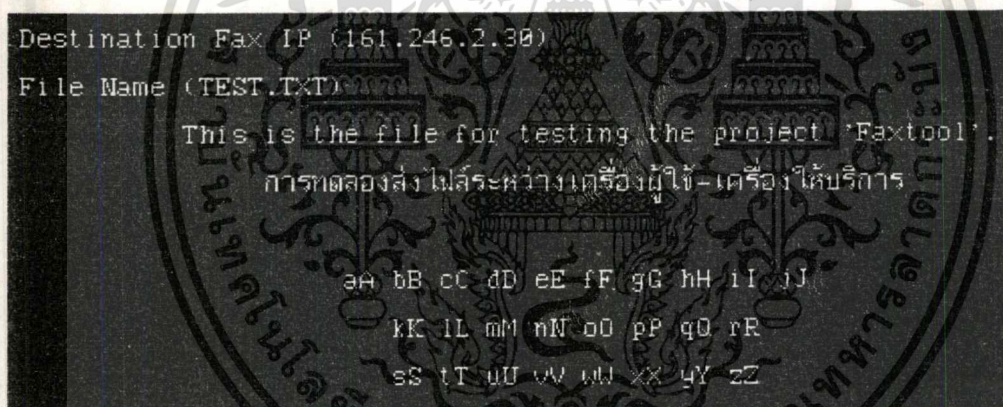 Destination Fax IP (161.246.2.30)
File Name (TEST.TXT)
This is the file for testing the project 'Faxtool'.
การทดลองส่งไฟล์ระหว่างเครื่องผู้ใช้-เครื่องให้บริการ
aA bB cC dD eE fF gG hH iI jJ
kK lL mM nN oO pP qQ rR
sS tT uU vV wW xX yY zZ